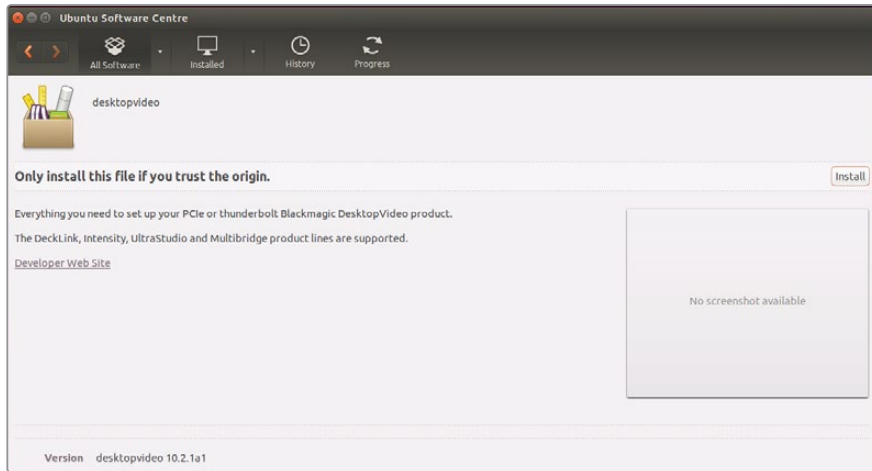 Ubuntu Software Centre
All Software Installed History Progress
desktopvideo
Only install this file if you trust the origin. Install
Everything you need to set up your PCIe or thunderbolt Blackmagic DesktopVideo product.
The DeckLink, Intensity, UltraStudio and Multibridge product lines are supported.
Developer Web Site
No screenshot available
Version desktopvideo 10.2.1a1